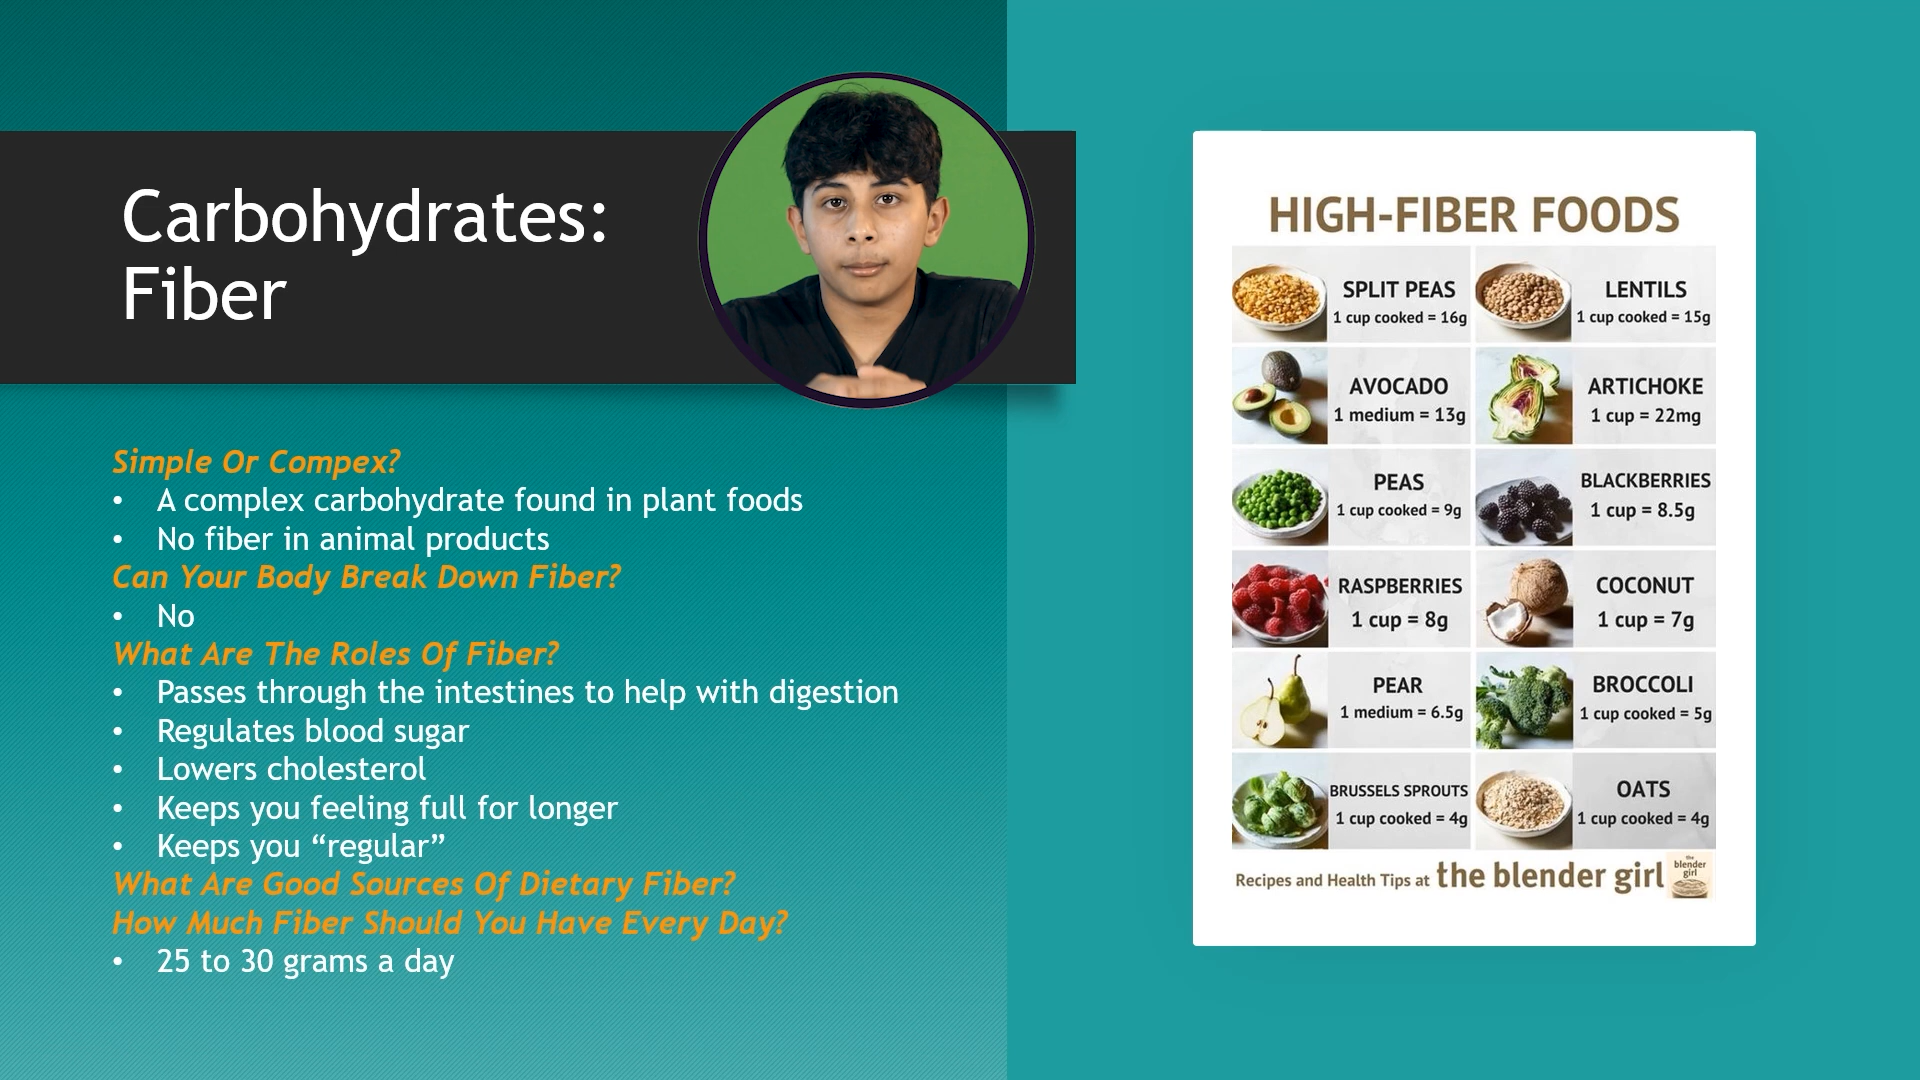 Carbohydrates:
Fiber
Simple Or Compex?
• A complex carbohydrate found in plant foods
• No fiber in animal products
Can Your Body Break Down Fiber?
• No
What Are The Roles Of Fiber?
• Passes through the intestines to help with digestion
• Regulates blood sugar
• Lowers cholesterol
• Keeps you feeling full for longer
• Keeps you “regular”
What Are Good Sources Of Dietary Fiber?
How Much Fiber Should You Have Every Day?
• 25 to 30 grams a day
HIGH-FIBER FOODS
SPLIT PEAS
1 cup cooked = 16g
LENTILS
1 cup cooked = 15g
AVOCADO
1 medium = 13g
ARTICHOKE
1 cup = 22mg
PEAS
1 cup cooked = 9g
BLACKBERRIES
1 cup = 8.5g
RASPBERRIES
1 cup = 8g
COCONUT
1 cup = 7g
PEAR
1 medium = 6.5g
BROCCOLI
1 cup cooked = 5g
BRUSSELS SPROUTS
1 cup cooked = 4g
OATS
1 cup cooked = 4g
Recipes and Health Tips at the blender girl
the
blender
girl